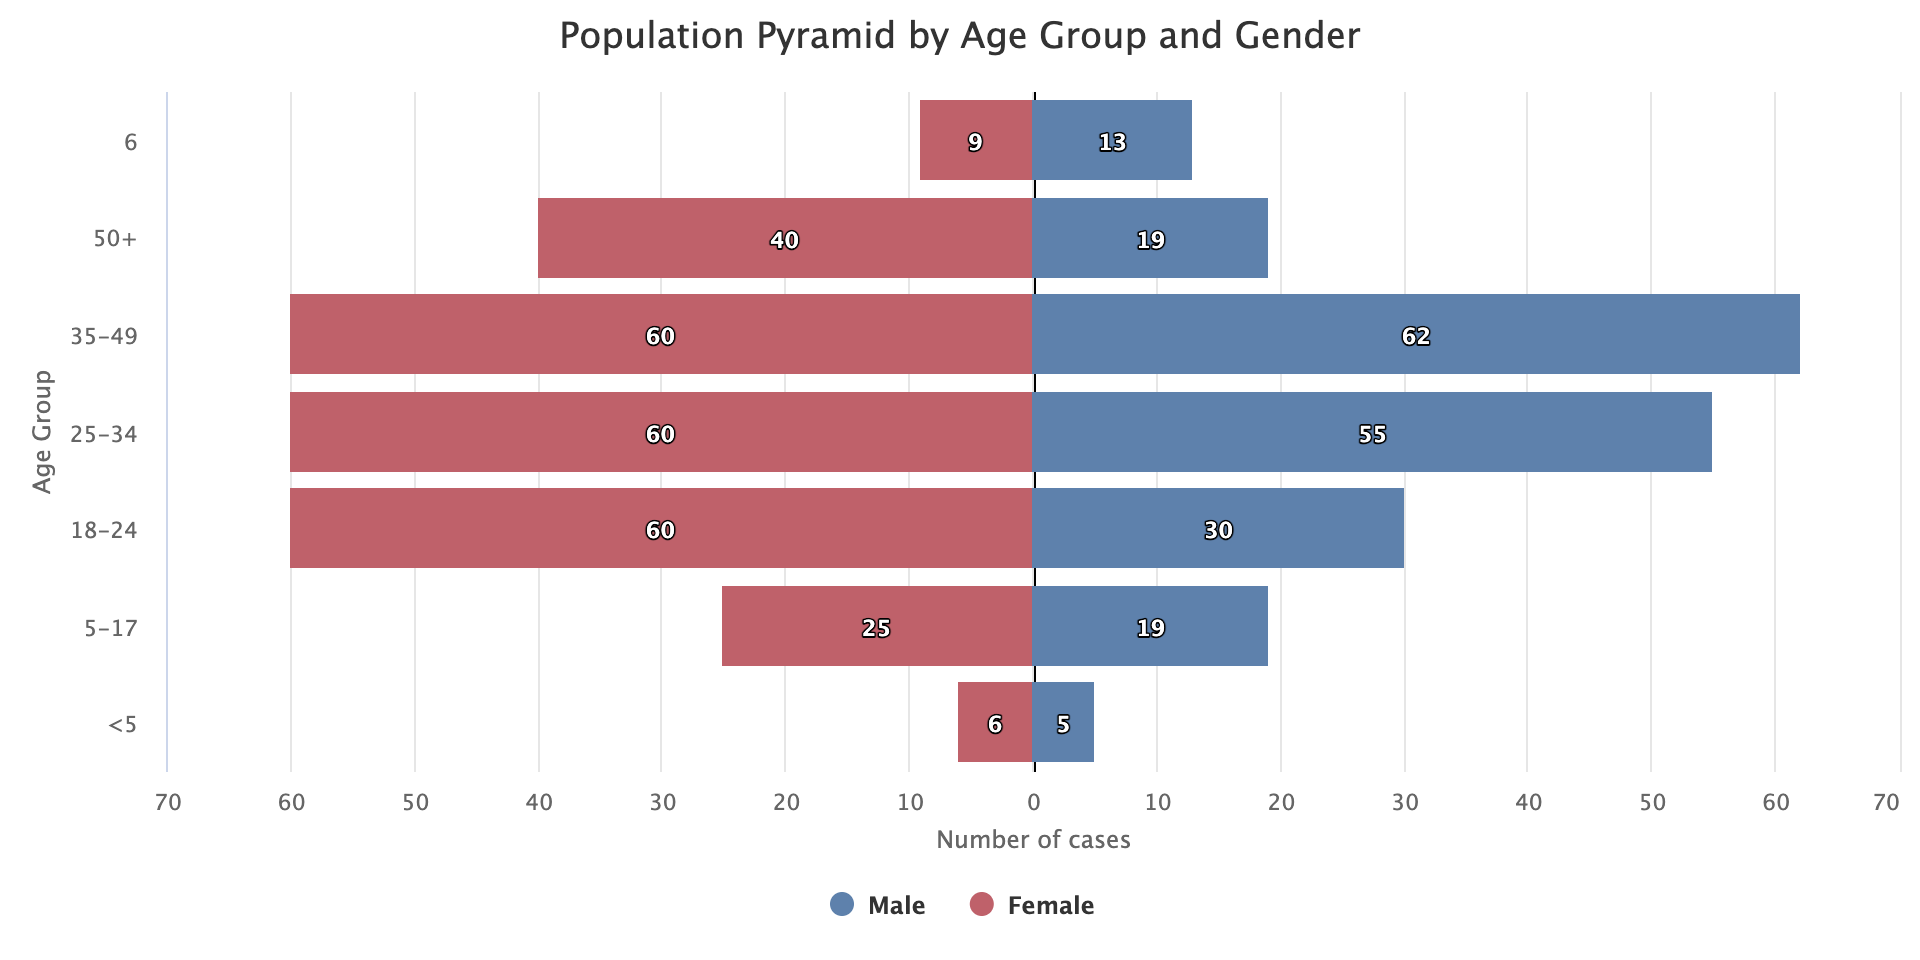 Population Pyramid by Age Group and Gender
6 9 13
50+ 40 19
35–49 60 62
25–34 60 55
18–24 60 30
5–17 25 19
<5 6 5
Age Group
70 60 50 40 30 20 10 0 10 20 30 40 50 60 70
Number of cases
Male Female